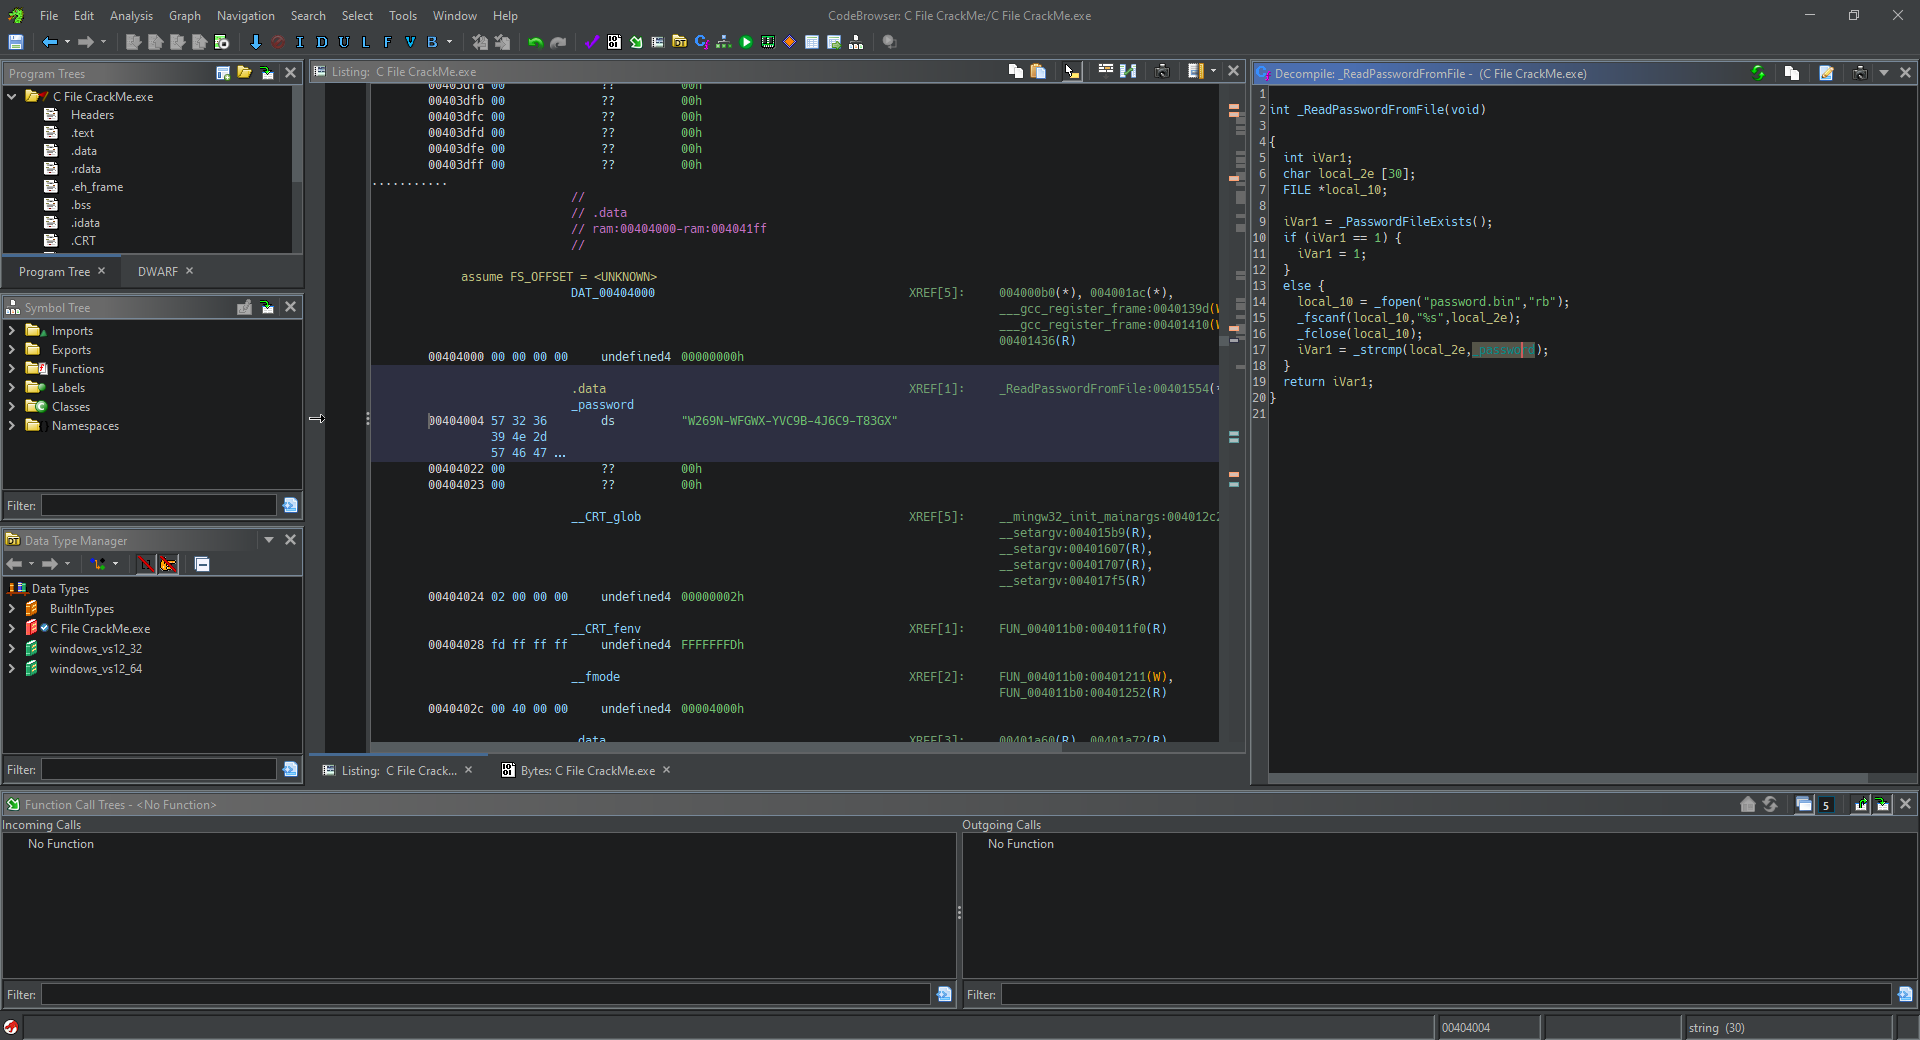 File Edit Analysis Graph Navigation Search Select Tools Window Help
CodeBrowser: C File CrackMe:/C File CrackMe.exe
I D U L F V B
Program Trees
C File CrackMe.exe
Headers
.text
.data
.rdata
.eh_frame
.bss
.idata
.CRT
Program Tree × DWARF ×
Symbol Tree
Imports
Exports
Functions
Labels
Classes
Namespaces
Filter:
Data Type Manager
Data Types
BuiltInTypes
C File CrackMe.exe
windows_vs12_32
windows_vs12_64
Filter:
Listing: C File CrackMe.exe
00403dfa 00 ?? 00h
00403dfb 00 ?? 00h
00403dfc 00 ?? 00h
00403dfd 00 ?? 00h
00403dfe 00 ?? 00h
00403dff 00 ?? 00h
...........
//
// .data
// ram:00404000-ram:004041ff
//
assume FS_OFFSET = <UNKNOWN>
DAT_00404000 XREF[5]: 004000b0(*), 004001ac(*),
___gcc_register_frame:0040139d(
___gcc_register_frame:00401410(
00401436(R)
00404000 00 00 00 00 undefined4 00000000h
.data XREF[1]: _ReadPasswordFromFile:00401554(
_password
00404004 57 32 36 ds "W269N-WFGWX-YVC9B-4J6C9-T83GX"
39 4e 2d
57 46 47 ...
00404022 00 ?? 00h
00404023 00 ?? 00h
__CRT_glob XREF[5]: __mingw32_init_mainargs:004012c2
__setargv:004015b9(R),
__setargv:00401607(R),
__setargv:00401707(R),
__setargv:004017f5(R)
00404024 02 00 00 00 undefined4 00000002h
__CRT_fenv XREF[1]: FUN_004011b0:004011f0(R)
00404028 fd ff ff ff undefined4 FFFFFFFDh
__fmode XREF[2]: FUN_004011b0:00401211(W),
FUN_004011b0:00401252(R)
0040402c 00 40 00 00 undefined4 00004000h
data XREF[3]: 00401a60(R), 00401a72(R)
Listing: C File Crack... × Bytes: C File CrackMe.exe ×
Decompile: _ReadPasswordFromFile - (C File CrackMe.exe)
1
2 int _ReadPasswordFromFile(void)
3
4 {
5 int iVar1;
6 char local_2e [30];
7 FILE *local_10;
8
9 iVar1 = _PasswordFileExists();
10 if (iVar1 == 1) {
11 iVar1 = 1;
12 }
13 else {
14 local_10 = _fopen("password.bin","rb");
15 _fscanf(local_10,"%s",local_2e);
16 _fclose(local_10);
17 iVar1 = _strcmp(local_2e,_password);
18 }
19 return iVar1;
20 }
21
Function Call Trees - <No Function>
5
Incoming Calls
No Function
Filter:
Outgoing Calls
No Function
Filter:
00404004
string (30)